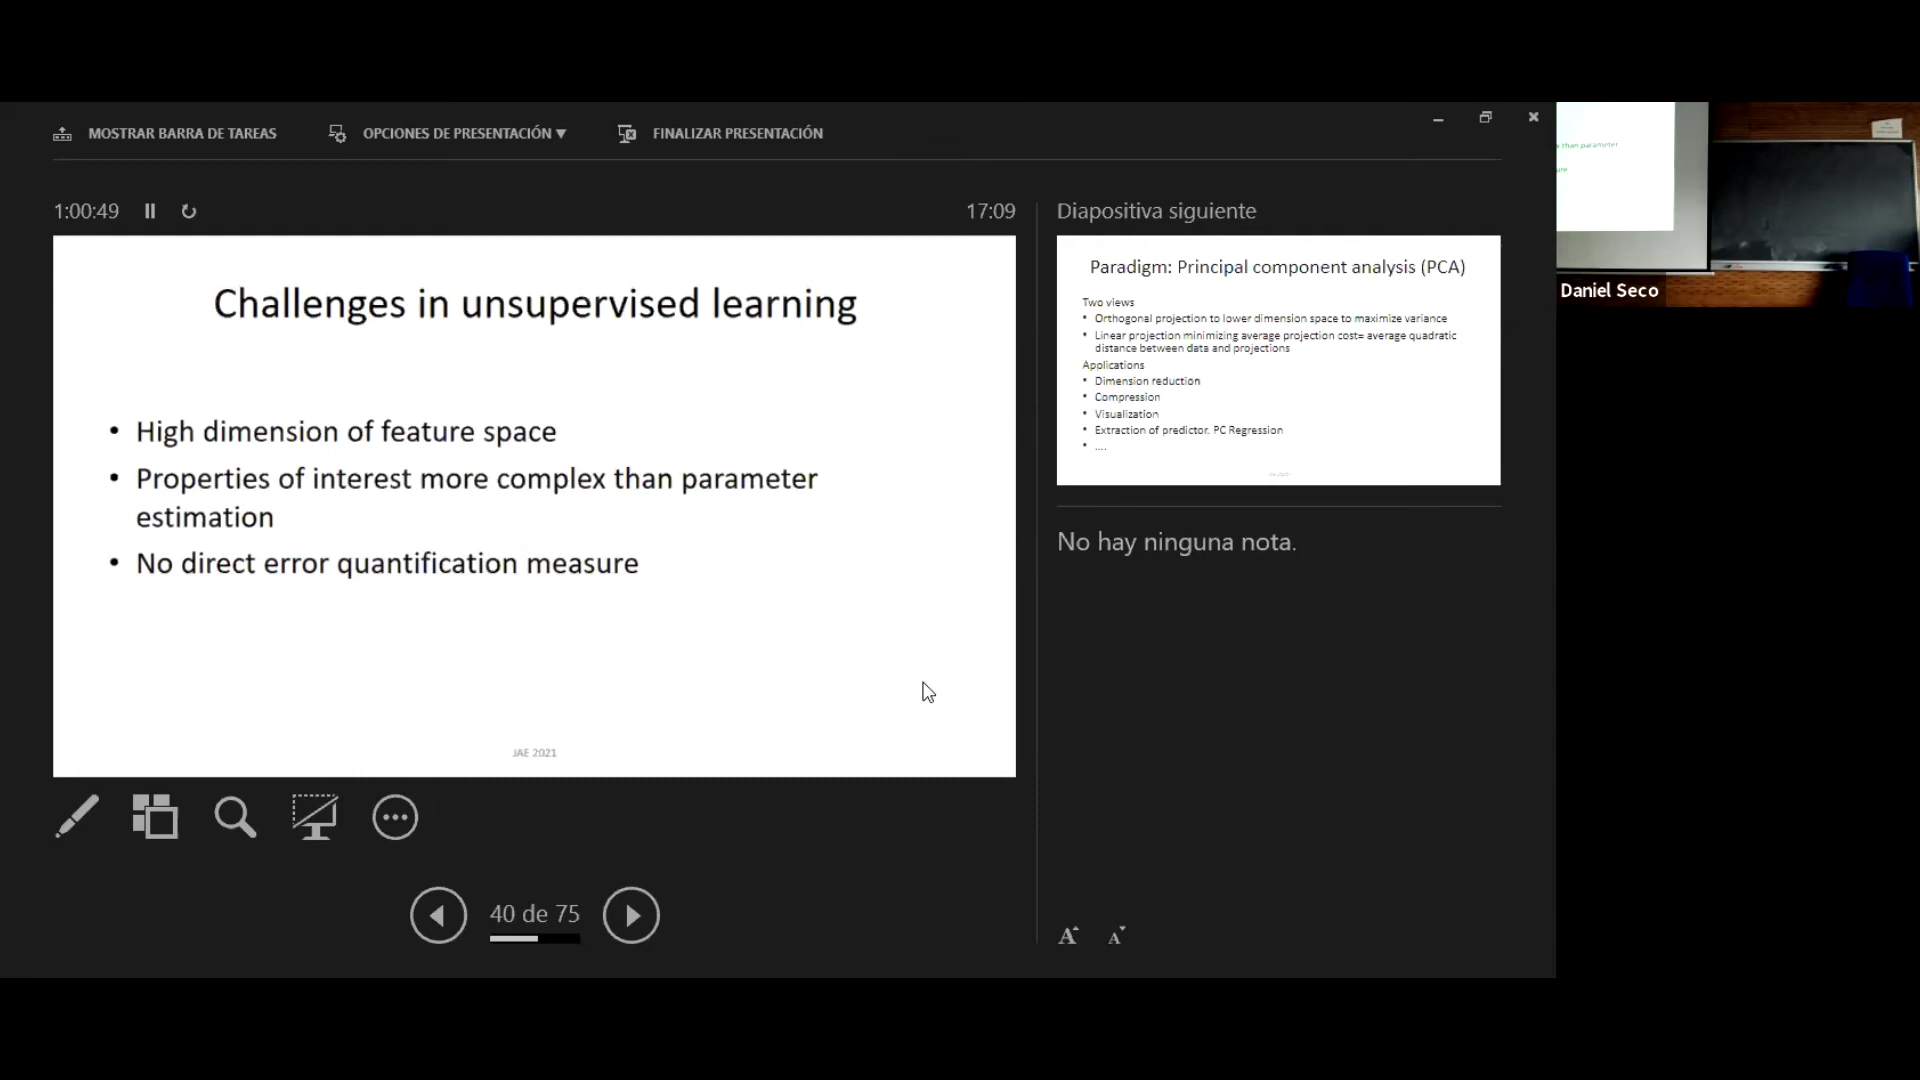 MOSTRAR BARRA DE TAREAS
OPCIONES DE PRESENTACIÓN ▼
FINALIZAR PRESENTACIÓN
1:00:49
17:09
Challenges in unsupervised learning
• High dimension of feature space
• Properties of interest more complex than parameter
estimation
• No direct error quantification measure
JAE 2021
40 de 75
Diapositiva siguiente
Paradigm: Principal component analysis (PCA)
Two views
• Orthogonal projection to lower dimension space to maximize variance
• Linear projection minimizing average projection cost= average quadratic
distance between data and projections
Applications
• Dimension reduction
• Compression
• Visualization
• Extraction of predictor. PC Regression
• ....
No hay ninguna nota.
A A
than parameter
Daniel Seco